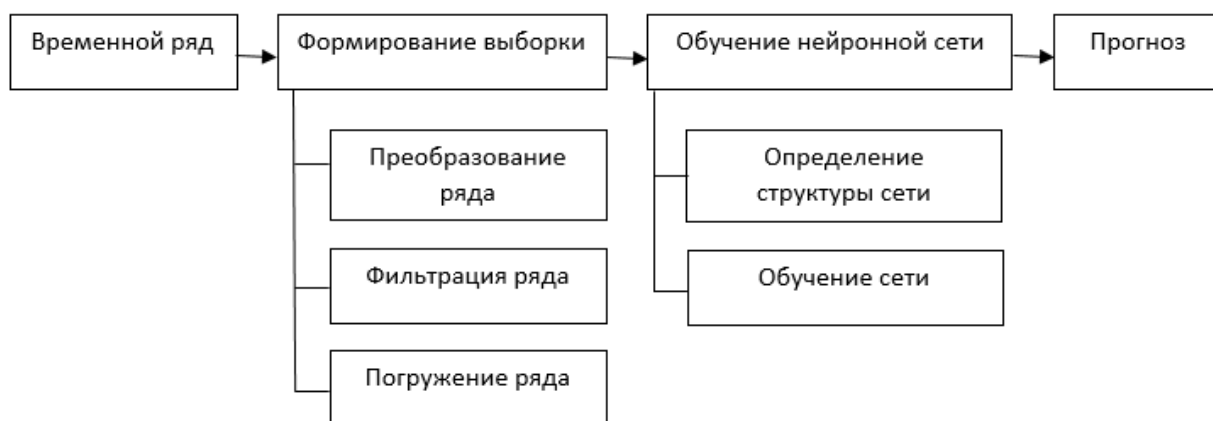 Временной ряд
Формирование выборки
Обучение нейронной сети
Прогноз
Преобразование
ряда
Фильтрация ряда
Погружение ряда
Определение
структуры сети
Обучение сети